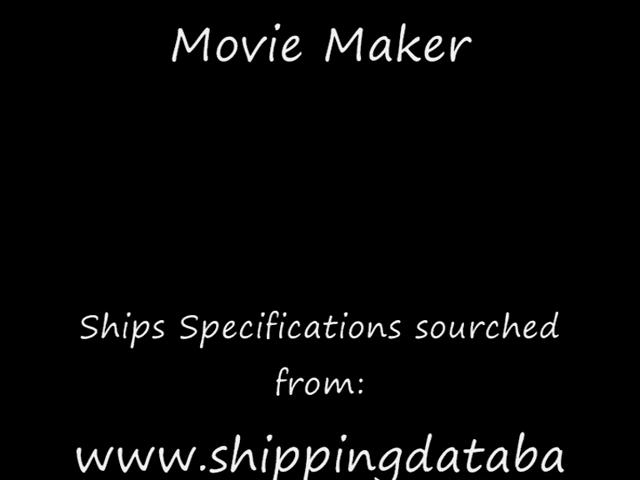 Movie Maker
Ships Specifications sourched
from:
www.shippingdataba